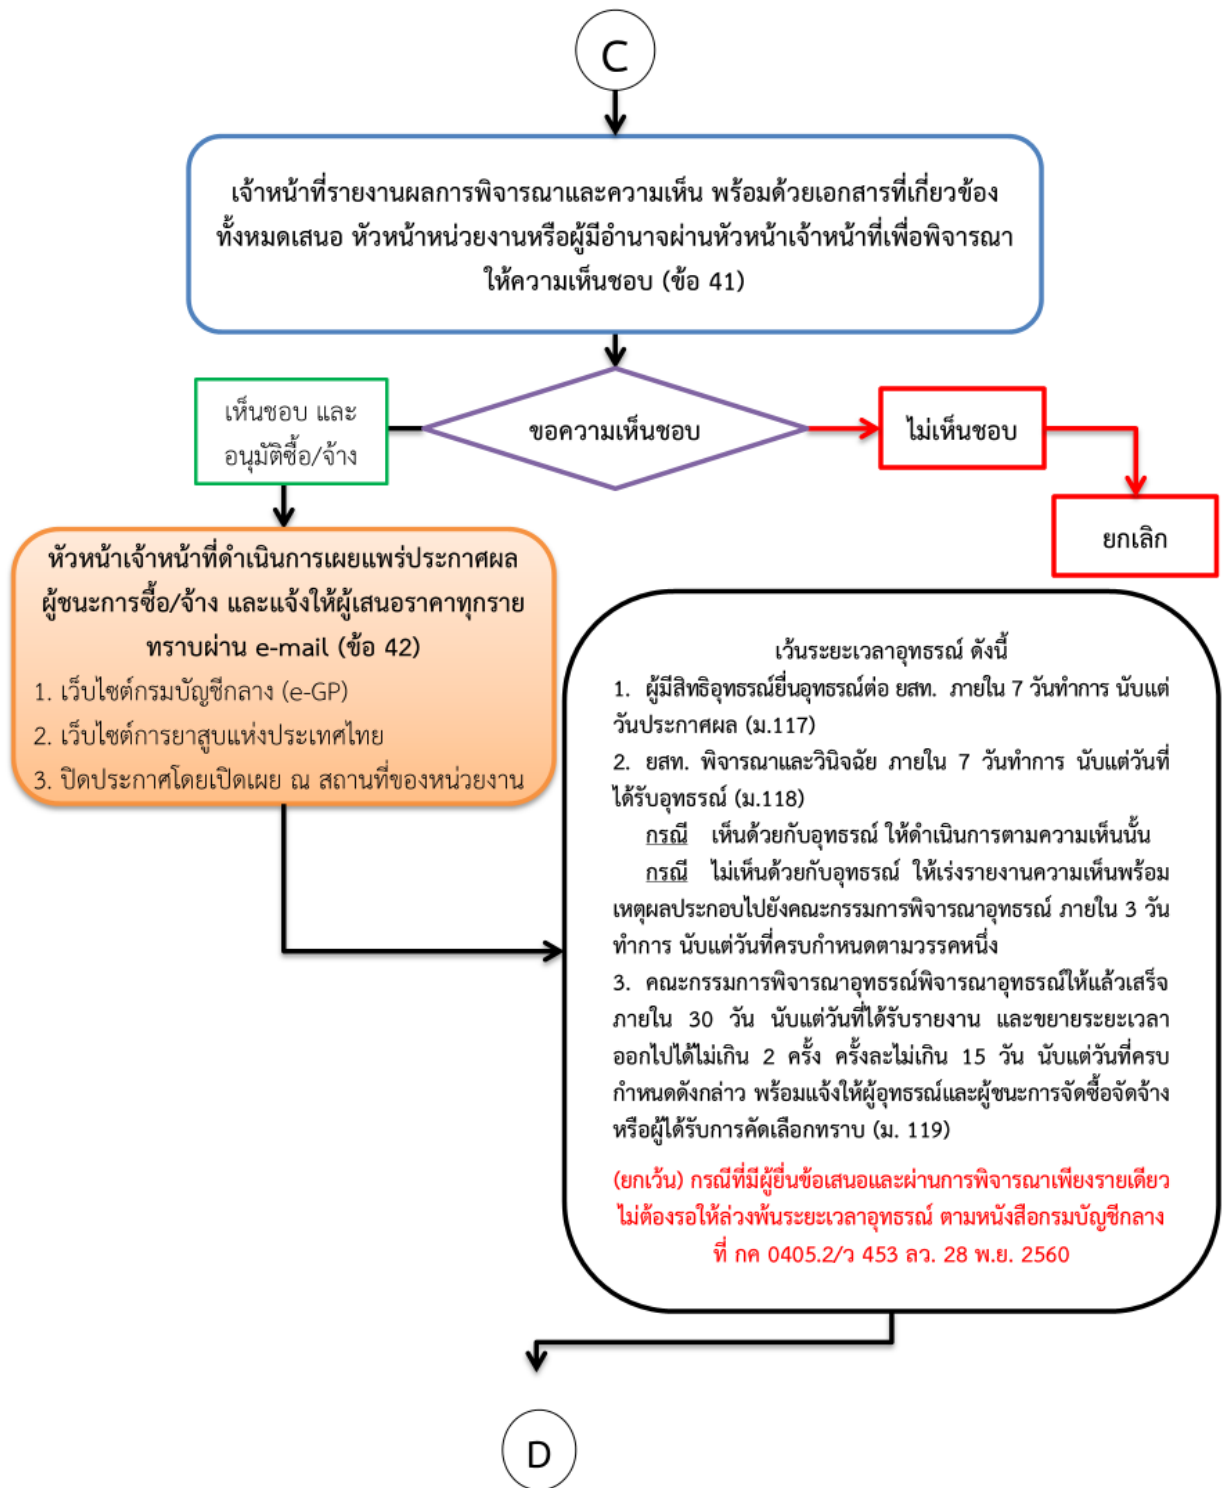 C
เจ้าหน้าที่รายงานผลการพิจารณาและความเห็น พร้อมด้วยเอกสารที่เกี่ยวข้อง
ทั้งหมดเสนอ หัวหน้าหน่วยงานหรือผู้มีอำนาจผ่านหัวหน้าเจ้าหน้าที่เพื่อพิจารณา
ให้ความเห็นชอบ (ข้อ 41)
เห็นชอบ และ
อนุมัติซื้อ/จ้าง
ขอความเห็นชอบ
ไม่เห็นชอบ
ยกเลิก
หัวหน้าเจ้าหน้าที่ดำเนินการเผยแพร่ประกาศผล
ผู้ชนะการซื้อ/จ้าง และแจ้งให้ผู้เสนอราคาทุกราย
ทราบผ่าน e-mail (ข้อ 42)
1. เว็บไซต์กรมบัญชีกลาง (e-GP)
2. เว็บไซต์การยาสูบแห่งประเทศไทย
3. ปิดประกาศโดยเปิดเผย ณ สถานที่ของหน่วยงาน
เว้นระยะเวลาอุทธรณ์ ดังนี้
1. ผู้มีสิทธิอุทธรณ์ยื่นอุทธรณ์ต่อ ยสท. ภายใน 7 วันทำการ นับแต่
วันประกาศผล (ม.117)
2. ยสท. พิจารณาและวินิจฉัย ภายใน 7 วันทำการ นับแต่วันที่
ได้รับอุทธรณ์ (ม.118)
กรณี เห็นด้วยกับอุทธรณ์ ให้ดำเนินการตามความเห็นนั้น
กรณี ไม่เห็นด้วยกับอุทธรณ์ ให้เร่งรายงานความเห็นพร้อม
เหตุผลประกอบไปยังคณะกรรมการพิจารณาอุทธรณ์ ภายใน 3 วัน
ทำการ นับแต่วันที่ครบกำหนดตามวรรคหนึ่ง
3. คณะกรรมการพิจารณาอุทธรณ์พิจารณาอุทธรณ์ให้แล้วเสร็จ
ภายใน 30 วัน นับแต่วันที่ได้รับรายงาน และขยายระยะเวลา
ออกไปได้ไม่เกิน 2 ครั้ง ครั้งละไม่เกิน 15 วัน นับแต่วันที่ครบ
กำหนดดังกล่าว พร้อมแจ้งให้ผู้อุทธรณ์และผู้ชนะการจัดซื้อจัดจ้าง
หรือผู้ได้รับการคัดเลือกทราบ (ม. 119)
(ยกเว้น) กรณีที่มีผู้ยื่นข้อเสนอและผ่านการพิจารณาเพียงรายเดียว
ไม่ต้องรอให้ล่วงพ้นระยะเวลาอุทธรณ์ ตามหนังสือกรมบัญชีกลาง
ที่ กค 0405.2/ว 453 ลว. 28 พ.ย. 2560
D